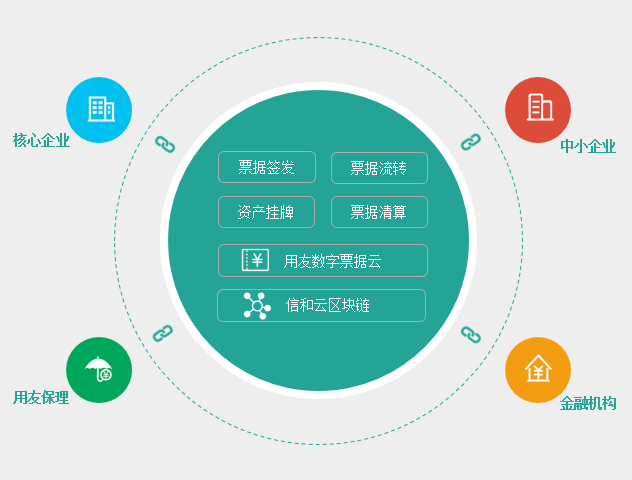 核心企业
中小企业
票据签发
票据流转
资产挂牌
票据清算
用友数字票据云
信和云区块链
用友保理
金融机构